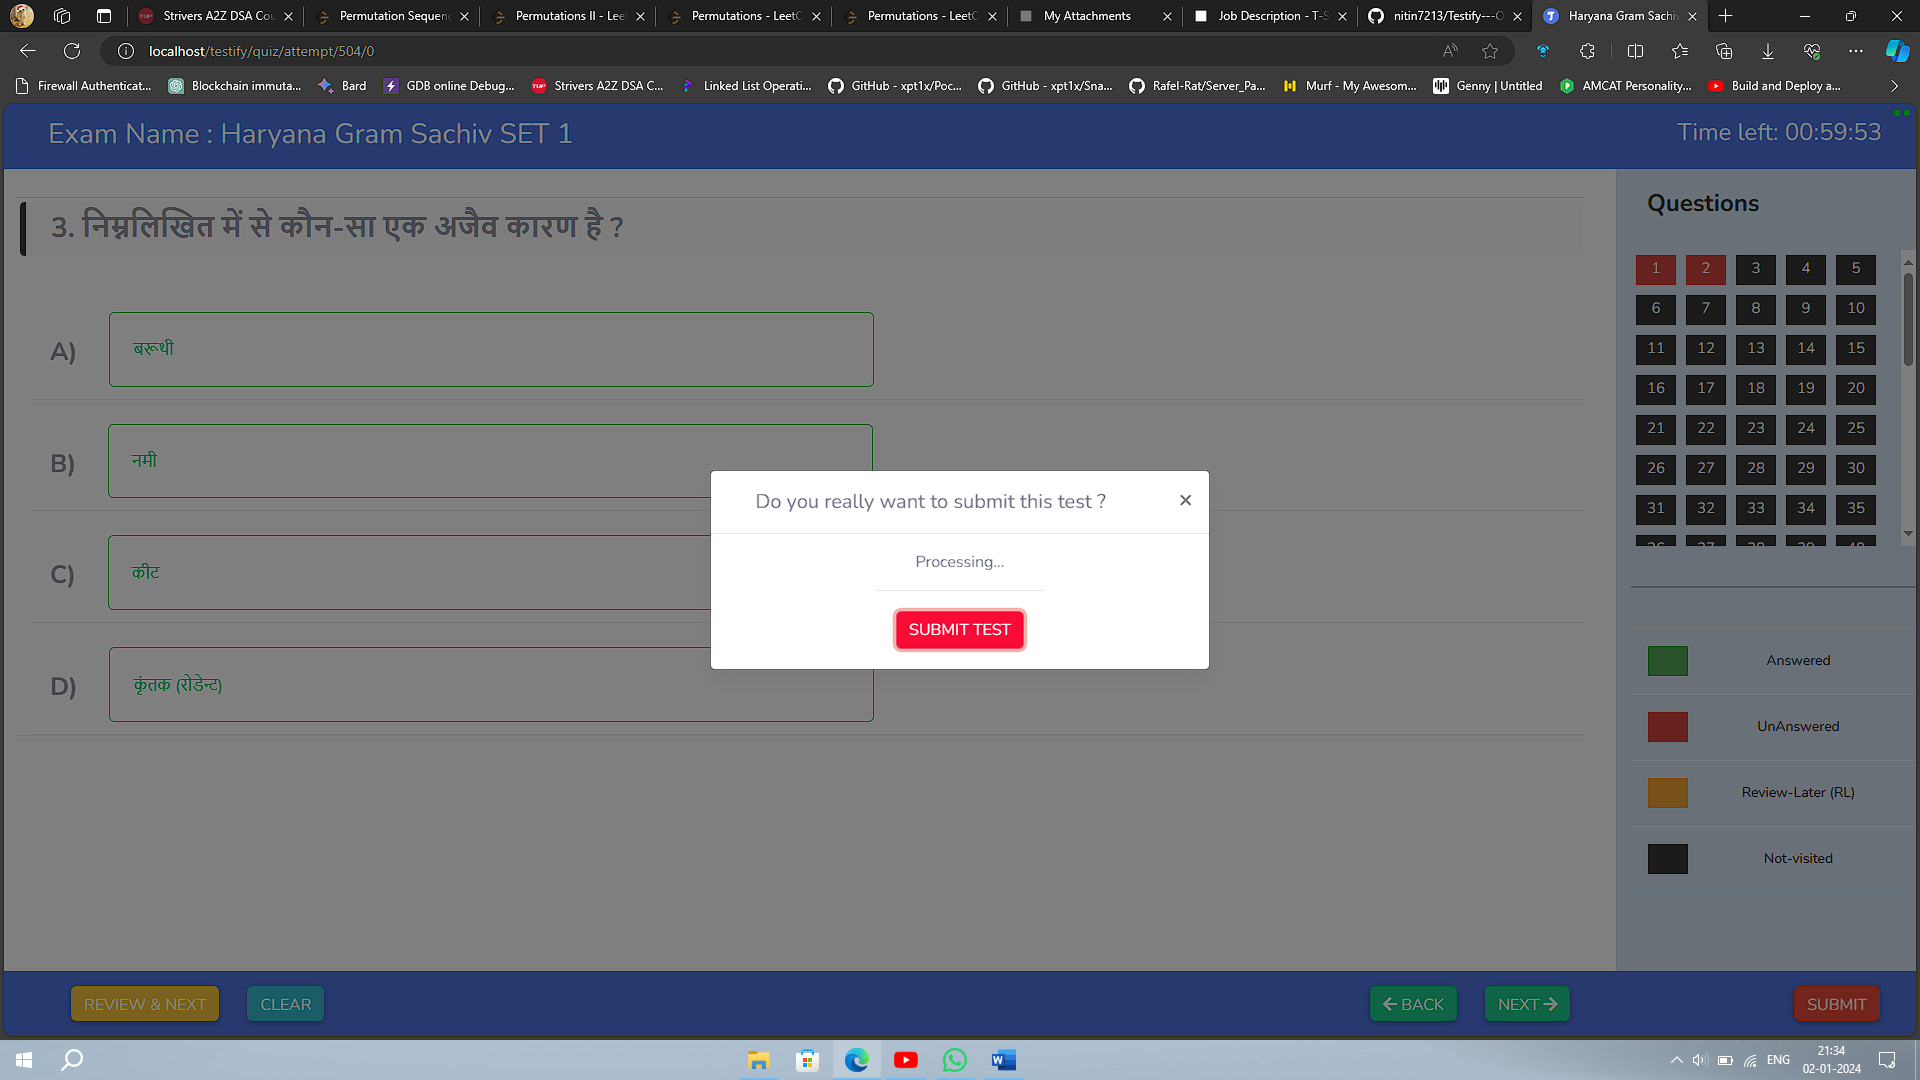 Strivers A2Z DSA Cou
Permutation Sequen
Permutations II - Lee
Permutations - LeetC
Permutations - LeetC
My Attachments
Job Description - T-S
nitin7213/Testify---O
Haryana Gram Sachiv
localhost/testify/quiz/attempt/504/0
Firewall Authenticat...
Blockchain immuta...
Bard
GDB online Debug...
Strivers A2Z DSA C...
Linked List Operati...
GitHub - xpt1x/Poc...
GitHub - xpt1x/Sna...
Rafel-Rat/Server_Pa...
Murf - My Awesom...
Genny | Untitled
AMCAT Personality...
Build and Deploy a...
Exam Name : Haryana Gram Sachiv SET 1
Time left: 00:59:53
3. निम्नलिखित में से कौन-सा एक अजैव कारण है ?
A) बरूथी
B) नमी
C) कीट
D) कृंतक (रोडेन्ट)
Do you really want to submit this test ?
×
Processing...
SUBMIT TEST
Questions
1 2 3 4 5
6 7 8 9 10
11 12 13 14 15
16 17 18 19 20
21 22 23 24 25
26 27 28 29 30
31 32 33 34 35
Answered
UnAnswered
Review-Later (RL)
Not-visited
REVIEW & NEXT
CLEAR
BACK
NEXT
SUBMIT
ENG
21:34
02-01-2024